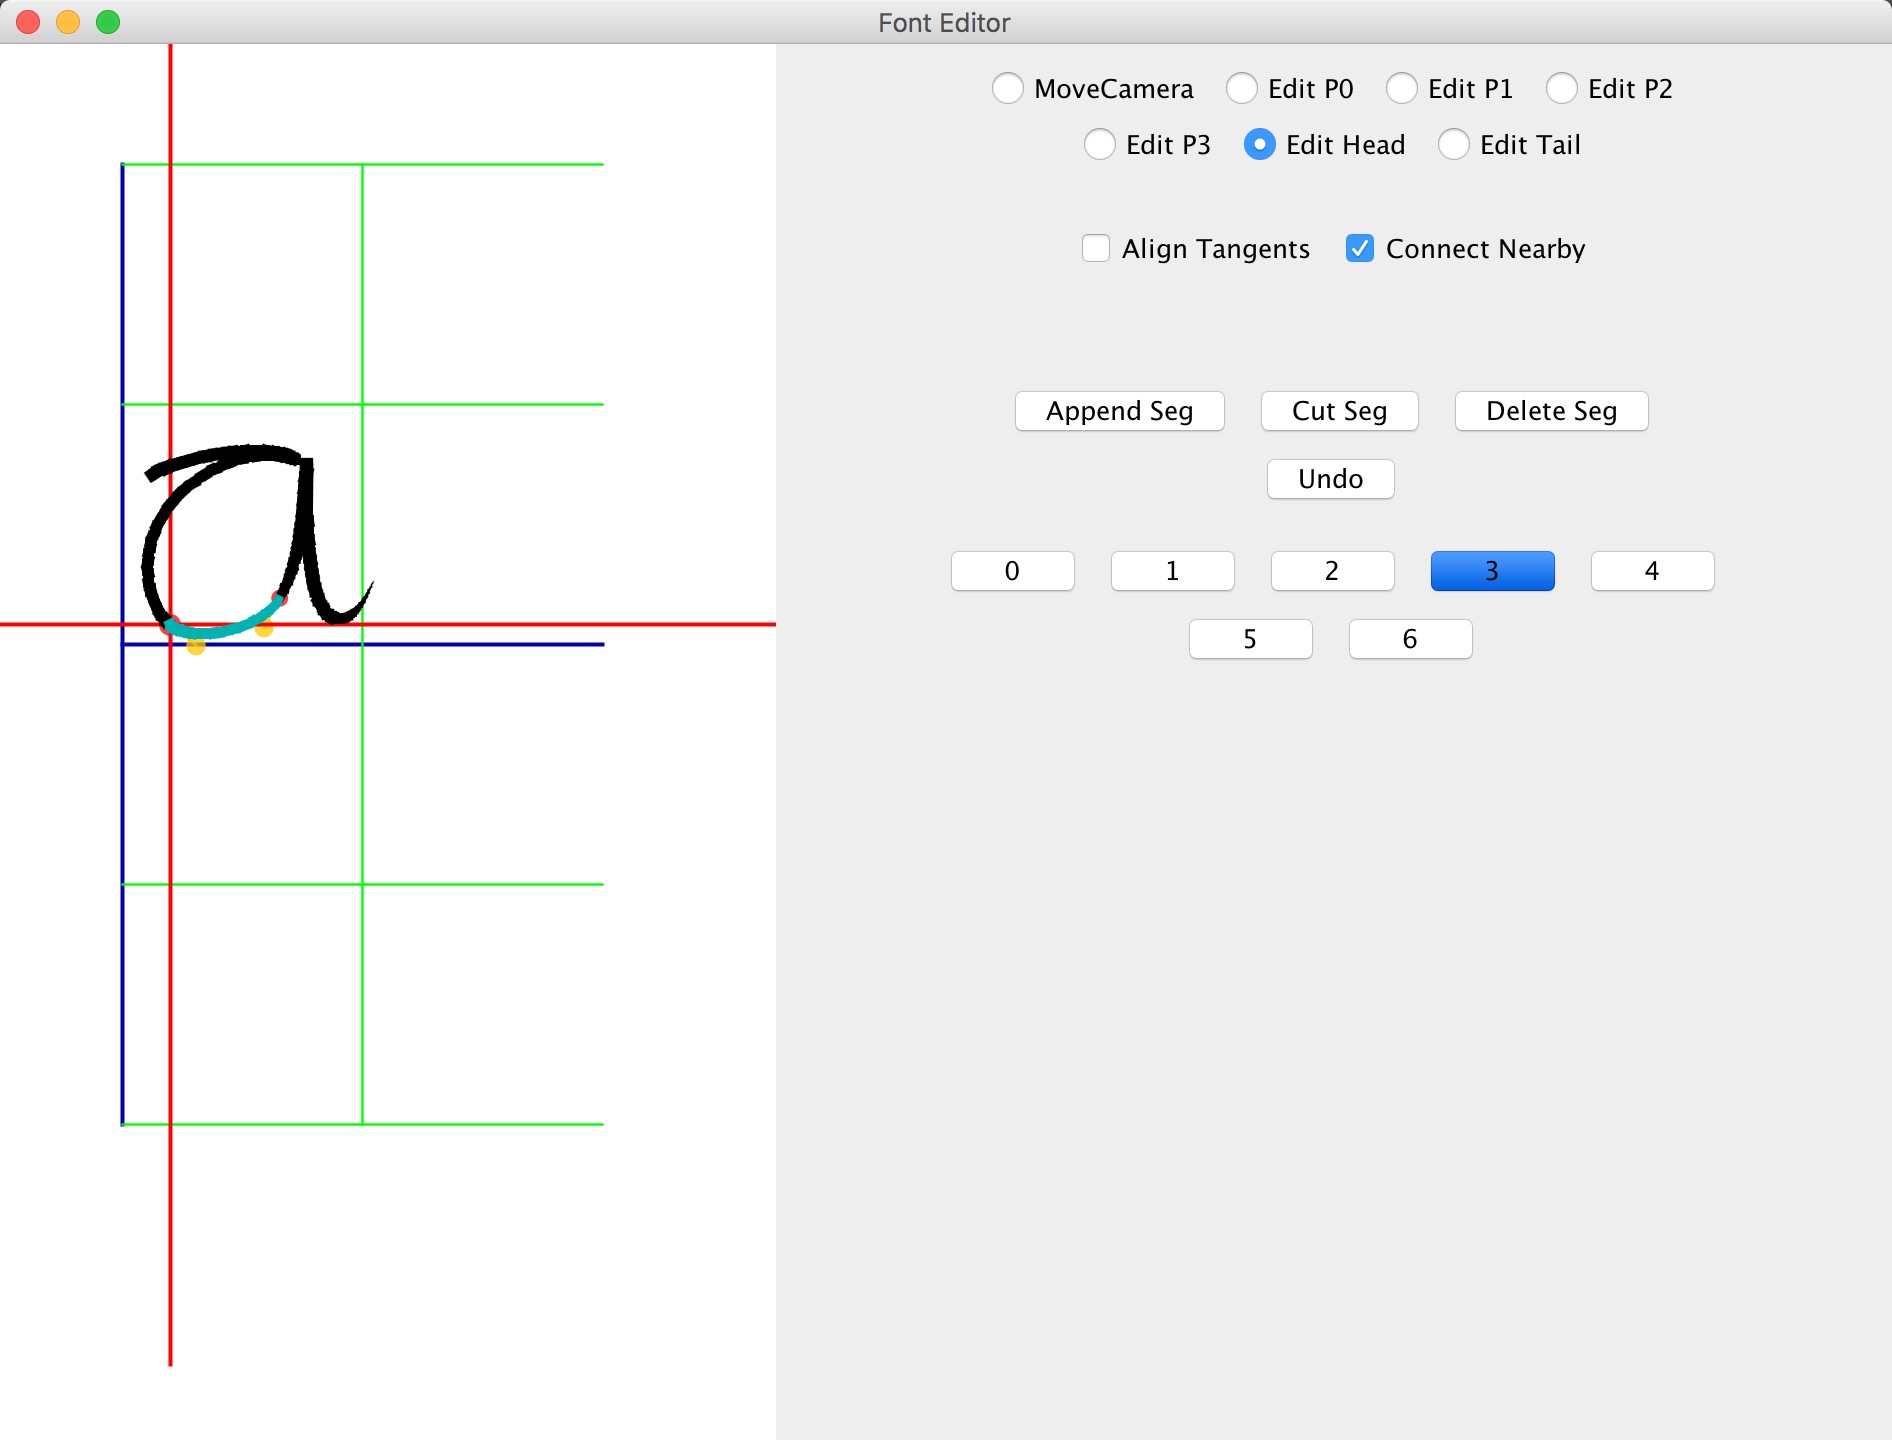 Font Editor
MoveCamera Edit P0 Edit P1 Edit P2
Edit P3 Edit Head Edit Tail
Align Tangents Connect Nearby
Append Seg Cut Seg Delete Seg
Undo
0 1 2 3 4
5 6
a